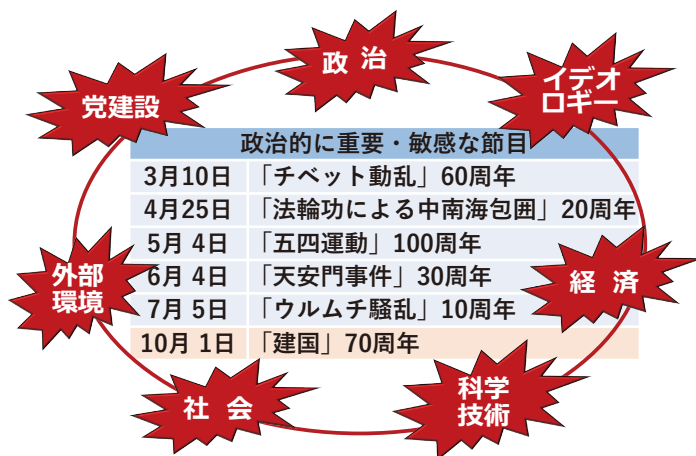 政 治
イデオ
ロギー
党建設
政治的に重要・敏感な節目
3月10日 「チベット動乱」60周年
4月25日 「法輪功による中南海包囲」20周年
5月 4日 「五四運動」100周年
6月 4日 「天安門事件」30周年
7月 5日 「ウルムチ騒乱」10周年
10月 1日 「建国」70周年
外部
環境
経 済
社 会
科学
技術